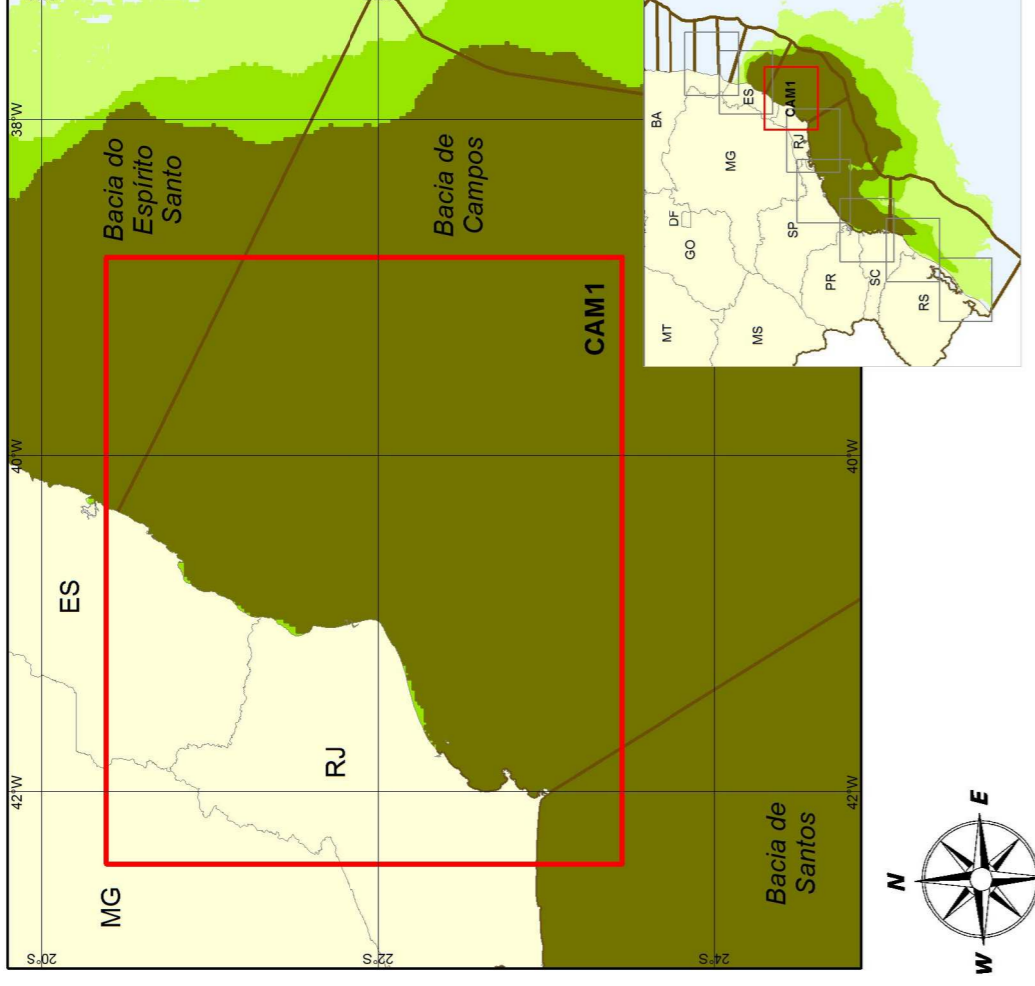 38°W
40°W
42°W
20°S
22°S
24°S
40°W
42°W
Bacia do
Espírito
Santo
Bacia de
Campos
CAM1
ES
RJ
MG
Bacia de
Santos
BA
DF
GO
MT
MG
ES
MS
SP
RJ
CAM1
PR
SC
RS
N
W
E